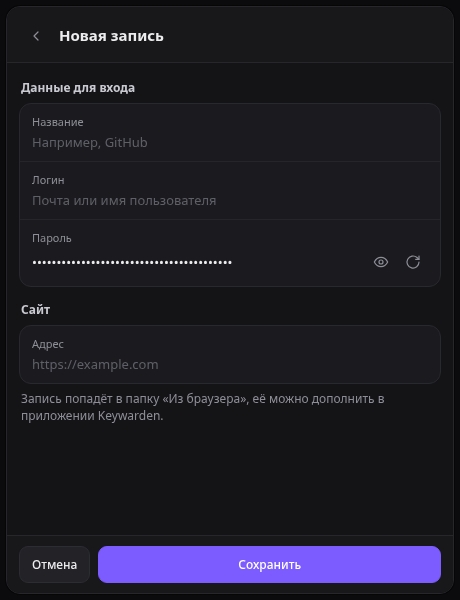 Новая запись
Данные для входа
Название
Например, GitHub
Логин
Почта или имя пользователя
Пароль
••••••••••••••••••••••••••••••••••••••••
Сайт
Адрес
https://example.com
Запись попадёт в папку «Из браузера», её можно дополнить в
приложении Keywarden.
Отмена
Сохранить